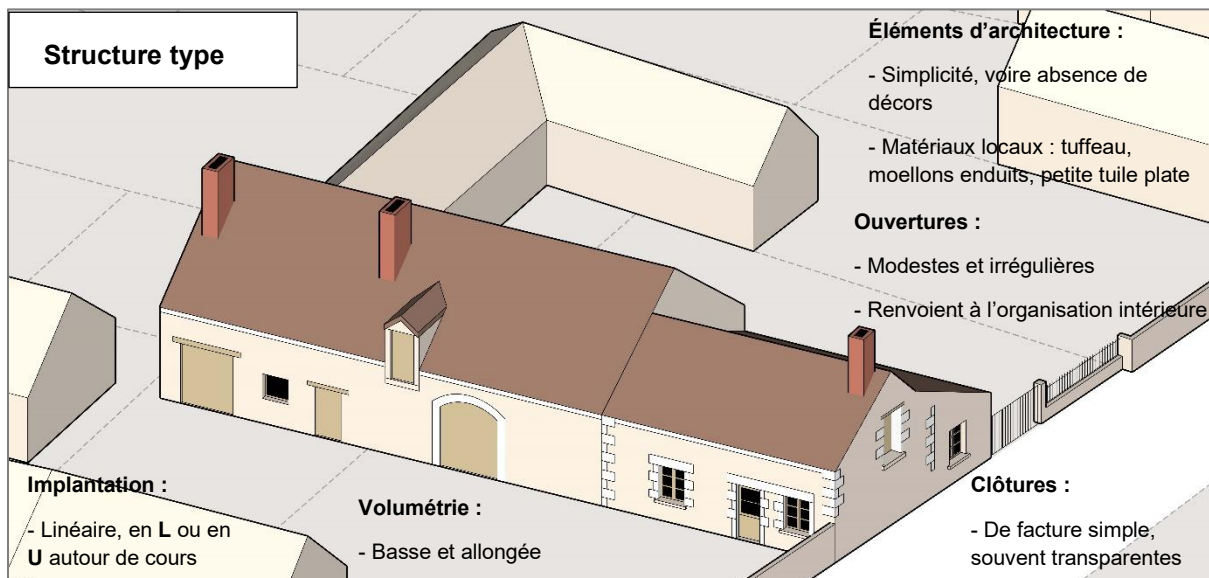 Structure type
Éléments d’architecture :
- Simplicité, voire absence de
décors
- Matériaux locaux : tuffeau,
moellons enduits, petite tuile plate
Ouvertures :
- Modestes et irrégulières
- Renvoient à l’organisation intérieure
Implantation :
- Linéaire, en L ou en
U autour de cours
Volumétrie :
- Basse et allongée
Clôtures :
- De facture simple,
souvent transparentes